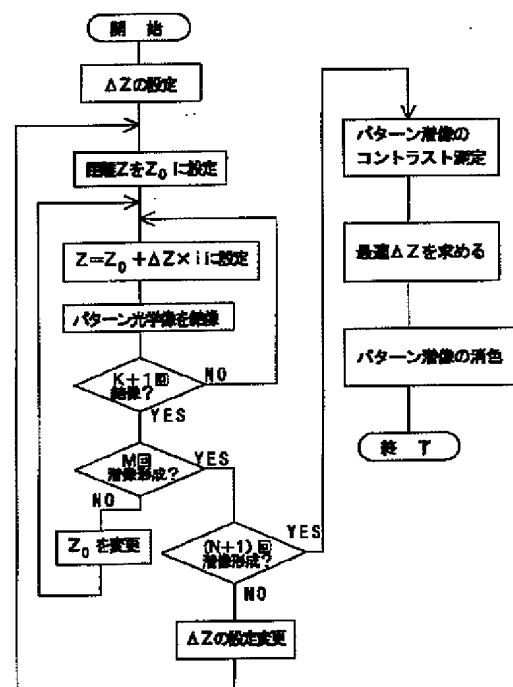 開 始
ΔZの設定
距離ZをZ0 に設定
Z=Z0+ΔZ×iに設定
パターン光学像を結像
K+1回
結像?
NO
YES
M回
潜像形成?
YES
NO
Z0 を変更
(N+1)回
潜像形成?
YES
NO
ΔZの設定変更
パターン潜像の
コントラスト測定
最適ΔZを求める
パターン潜像の消色
終 了